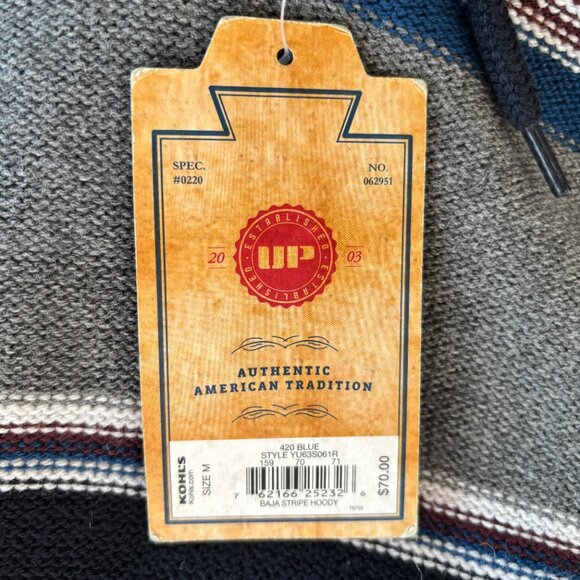 SPEC.
#0220
NO.
062951
ESTABLISHED
20 UP 03
ESTABLISHED
AUTHENTIC
AMERICAN TRADITION
KOHL'S
Kohls.com
SIZE M
420 BLUE
STYLE YU63S061R
159 70 71
7 62166 25232 6
BAJA STRIPE HOODY
$70.00